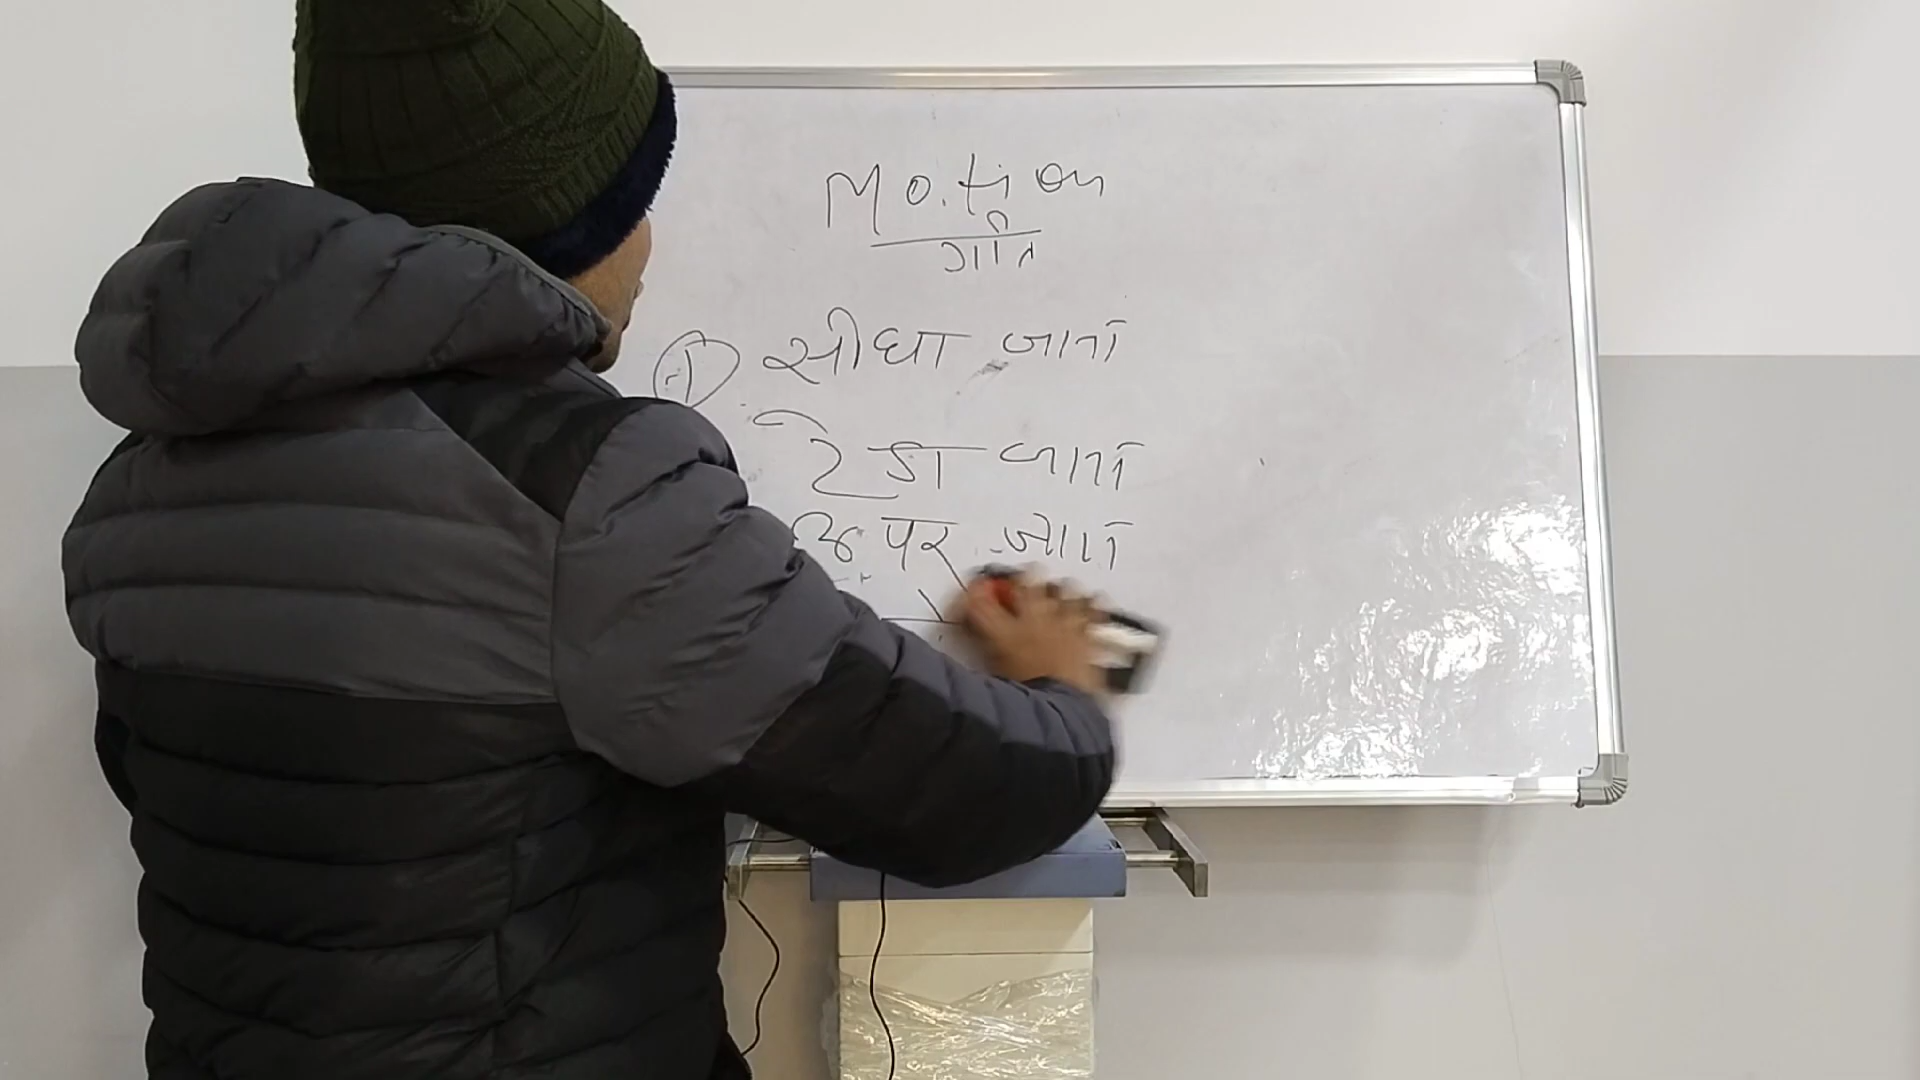 Motion
गति
① सीधा जाना
टेडा जाना
ऊपर जाना